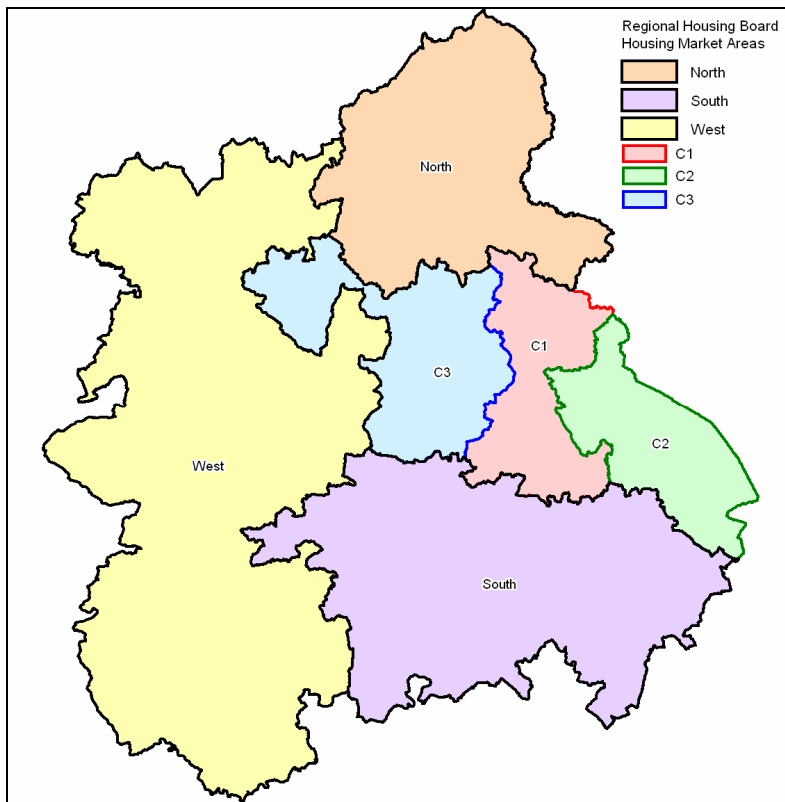 Regional Housing Board
Housing Market Areas
North
South
West
C1
C2
C3
North
C1
C3
C2
West
South